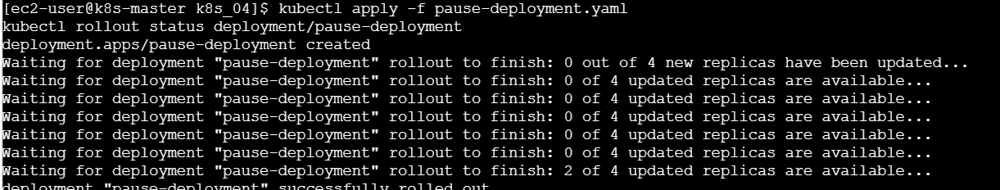 [ec2-user@k8s-master k8s_04]$ kubectl apply -f pause-deployment.yaml
kubectl rollout status deployment/pause-deployment
deployment.apps/pause-deployment created
Waiting for deployment "pause-deployment" rollout to finish: 0 out of 4 new replicas have been updated...
Waiting for deployment "pause-deployment" rollout to finish: 0 of 4 updated replicas are available...
Waiting for deployment "pause-deployment" rollout to finish: 0 of 4 updated replicas are available...
Waiting for deployment "pause-deployment" rollout to finish: 0 of 4 updated replicas are available...
Waiting for deployment "pause-deployment" rollout to finish: 0 of 4 updated replicas are available...
Waiting for deployment "pause-deployment" rollout to finish: 0 of 4 updated replicas are available...
Waiting for deployment "pause-deployment" rollout to finish: 2 of 4 updated replicas are available...
deployment "pause-deployment" successfully rolled out